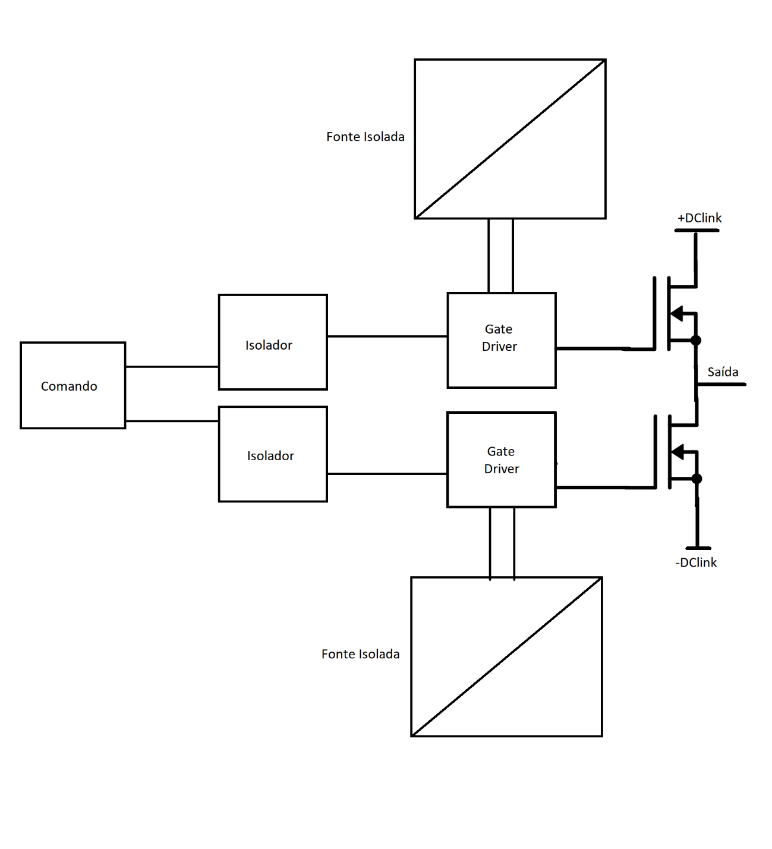 Fonte Isolada
+DClink
Isolador
Gate
Driver
Saída
Comando
Isolador
Gate
Driver
-DClink
Fonte Isolada